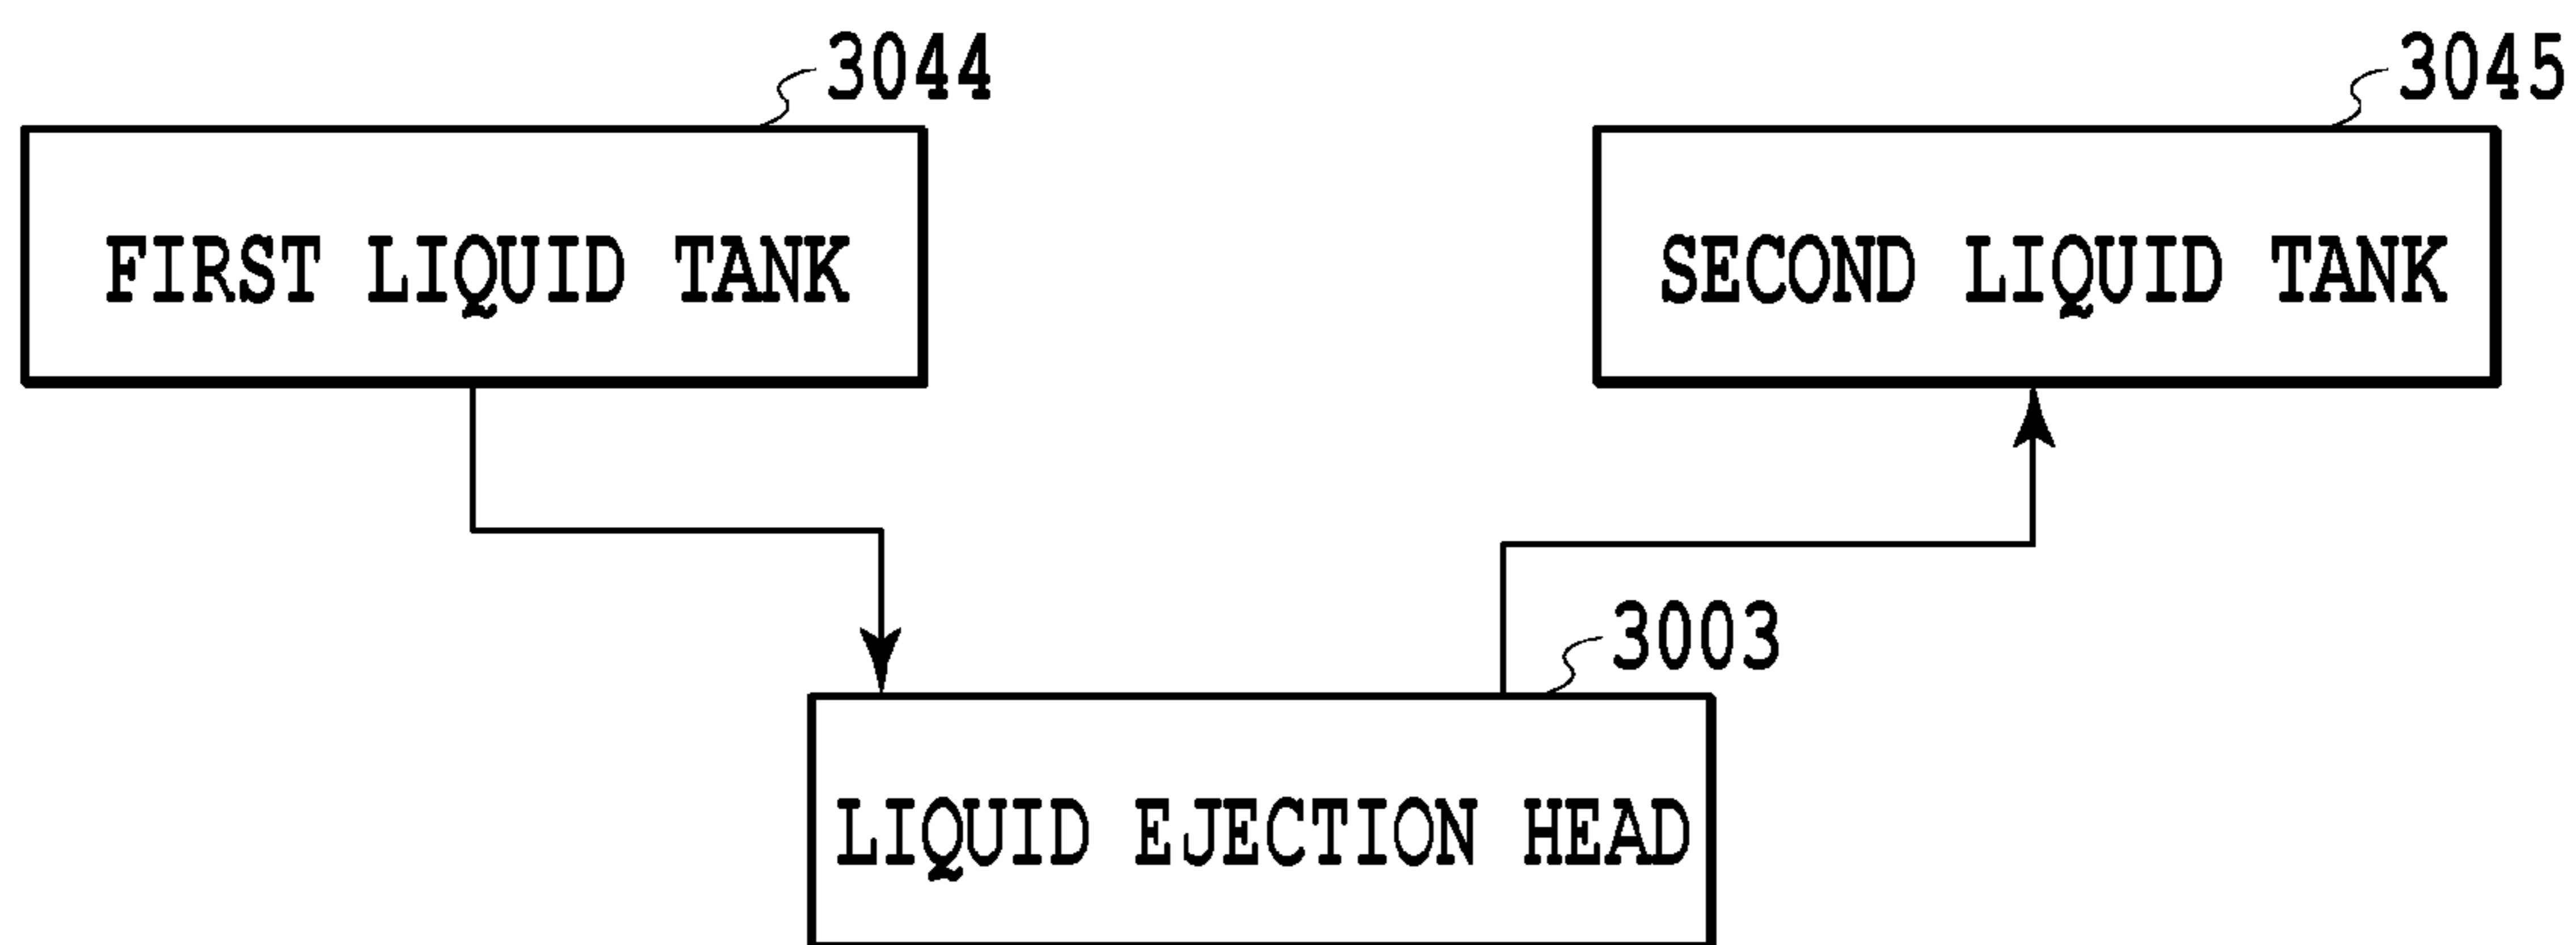 3044
3045
FIRST LIQUID TANK
SECOND LIQUID TANK
3003
LIQUID EJECTION HEAD